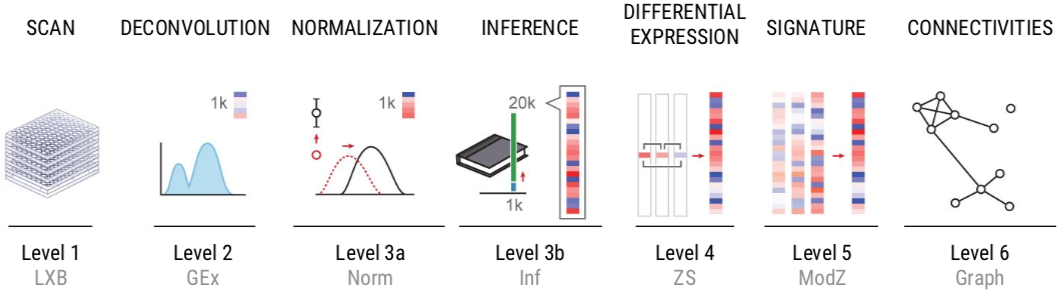 SCAN
DECONVOLUTION
NORMALIZATION
INFERENCE
DIFFERENTIAL
EXPRESSION
SIGNATURE
CONNECTIVITIES
1k
1k
20k
1k
Level 1
LXB
Level 2
GEx
Level 3a
Norm
Level 3b
Inf
Level 4
ZS
Level 5
ModZ
Level 6
Graph